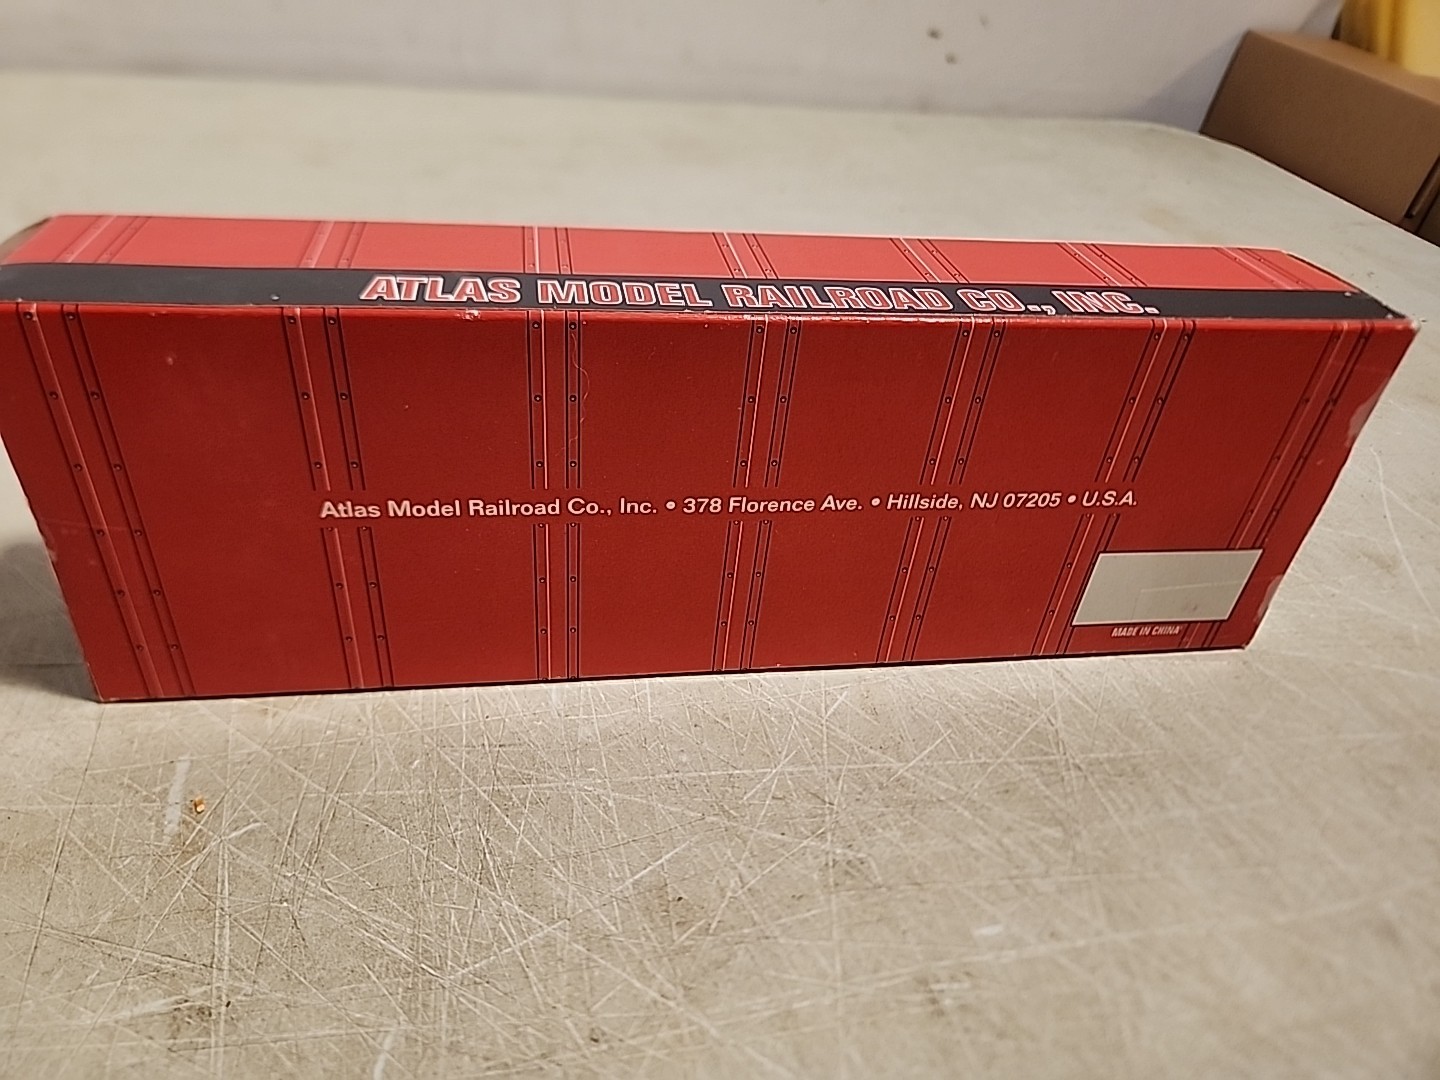 ATLAS MODEL RAILROAD CO., INC.
Atlas Model Railroad Co., Inc. • 378 Florence Ave. • Hillside, NJ 07205 • U.S.A.
MADE IN CHINA